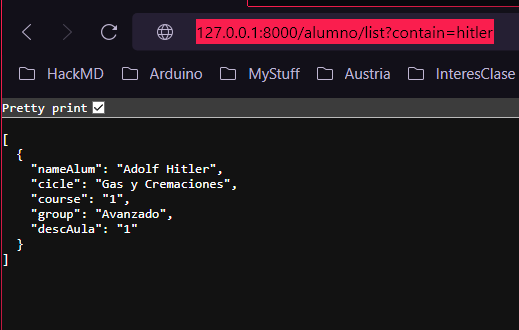 127.0.0.1:8000/alumno/list?contain=hitler
HackMD Arduino MyStuff Austria InteresClase
Pretty print
[
  {
    "nameAlum": "Adolf Hitler",
    "cicle": "Gas y Cremaciones",
    "course": "1",
    "group": "Avanzado",
    "descAula": "1"
  }
]